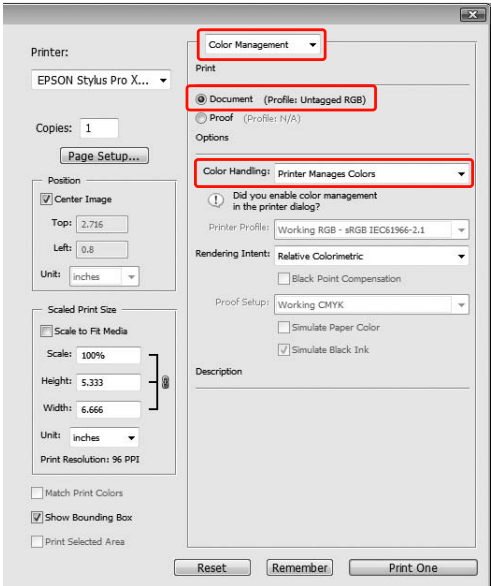 Printer:
EPSON Stylus Pro X...
Copies: 1
Page Setup...
Position
Center Image
Top: 2.716
Left: 0.8
Unit: inches
Scaled Print Size
Scale to Fit Media
Scale: 100%
Height: 5.333
Width: 6.666
Unit: inches
Print Resolution: 96 PPI
Match Print Colors
Show Bounding Box
Print Selected Area
Color Management
Print
Document (Profile: Untagged RGB)
Proof (Profile: N/A)
Options
Color Handling: Printer Manages Colors
Did you enable color management
in the printer dialog?
Printer Profile: Working RGB - sRGB IEC61966-2.1
Rendering Intent: Relative Colorimetric
Black Point Compensation
Proof Setup: Working CMYK
Simulate Paper Color
Simulate Black Ink
Description
Reset Remember Print One